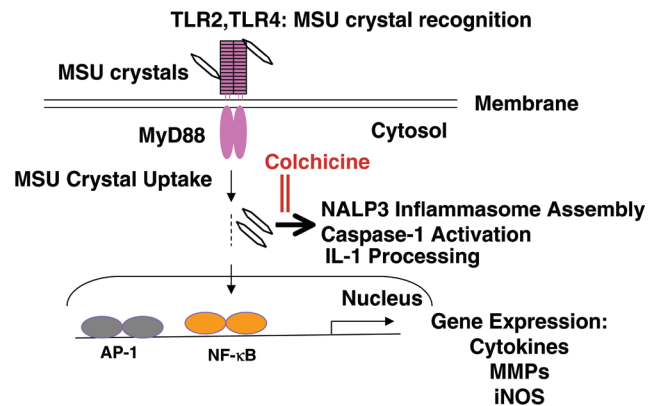 TLR2,TLR4: MSU crystal recognition
MSU crystals
Membrane
MyD88
Cytosol
Colchicine
MSU Crystal Uptake
NALP3 Inflammasome Assembly
Caspase-1 Activation
IL-1 Processing
Nucleus
Gene Expression:
Cytokines
MMPs
iNOS
AP-1
NF-κB